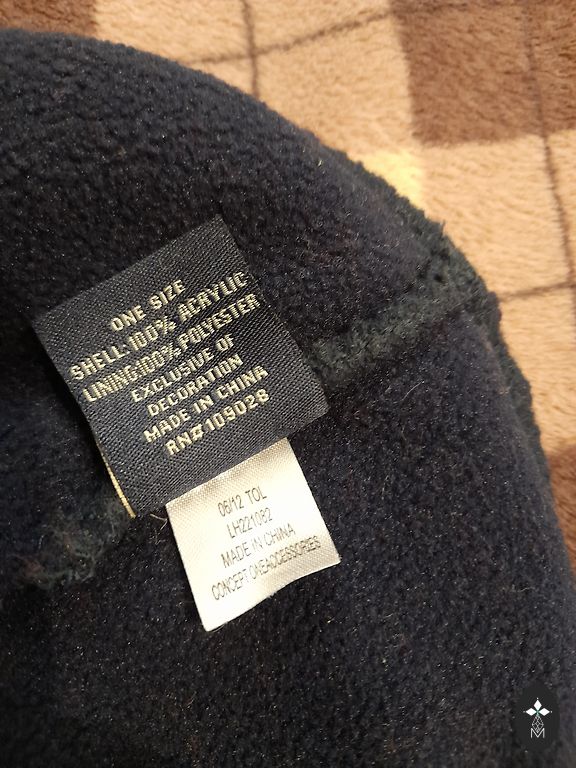 ONE SIZE
SHELL:100% ACRYLIC
LINING:100% POLYESTER
EXCLUSIVE OF
DECORATION
MADE IN CHINA
RN#109028
06/12 TOL
LH221082
MADE IN CHINA
CONCEPT ONE ACCESSORIES
M